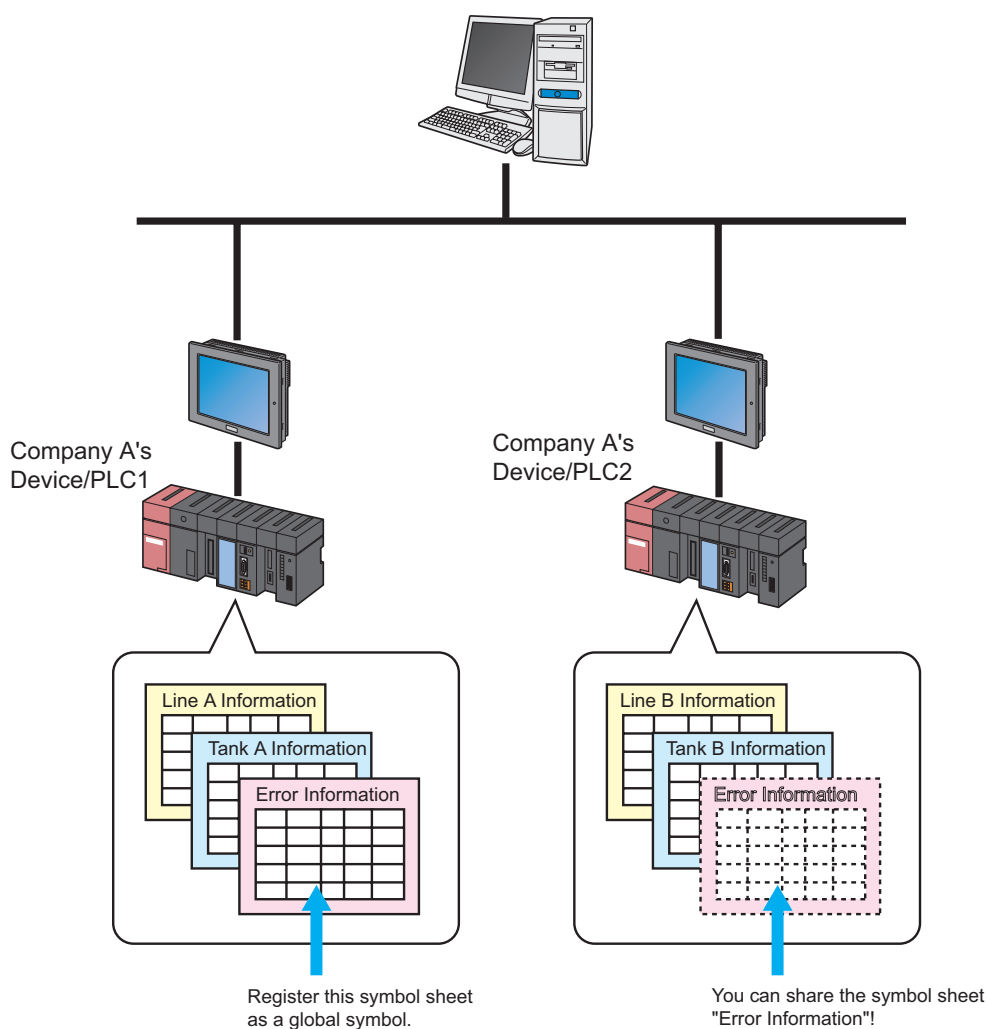 Company A's
Device/PLC1
Company A's
Device/PLC2
Line A Information
Tank A Information
Error Information
Line B Information
Tank B Information
Error Information
Register this symbol sheet
as a global symbol.
You can share the symbol sheet
"Error Information"!